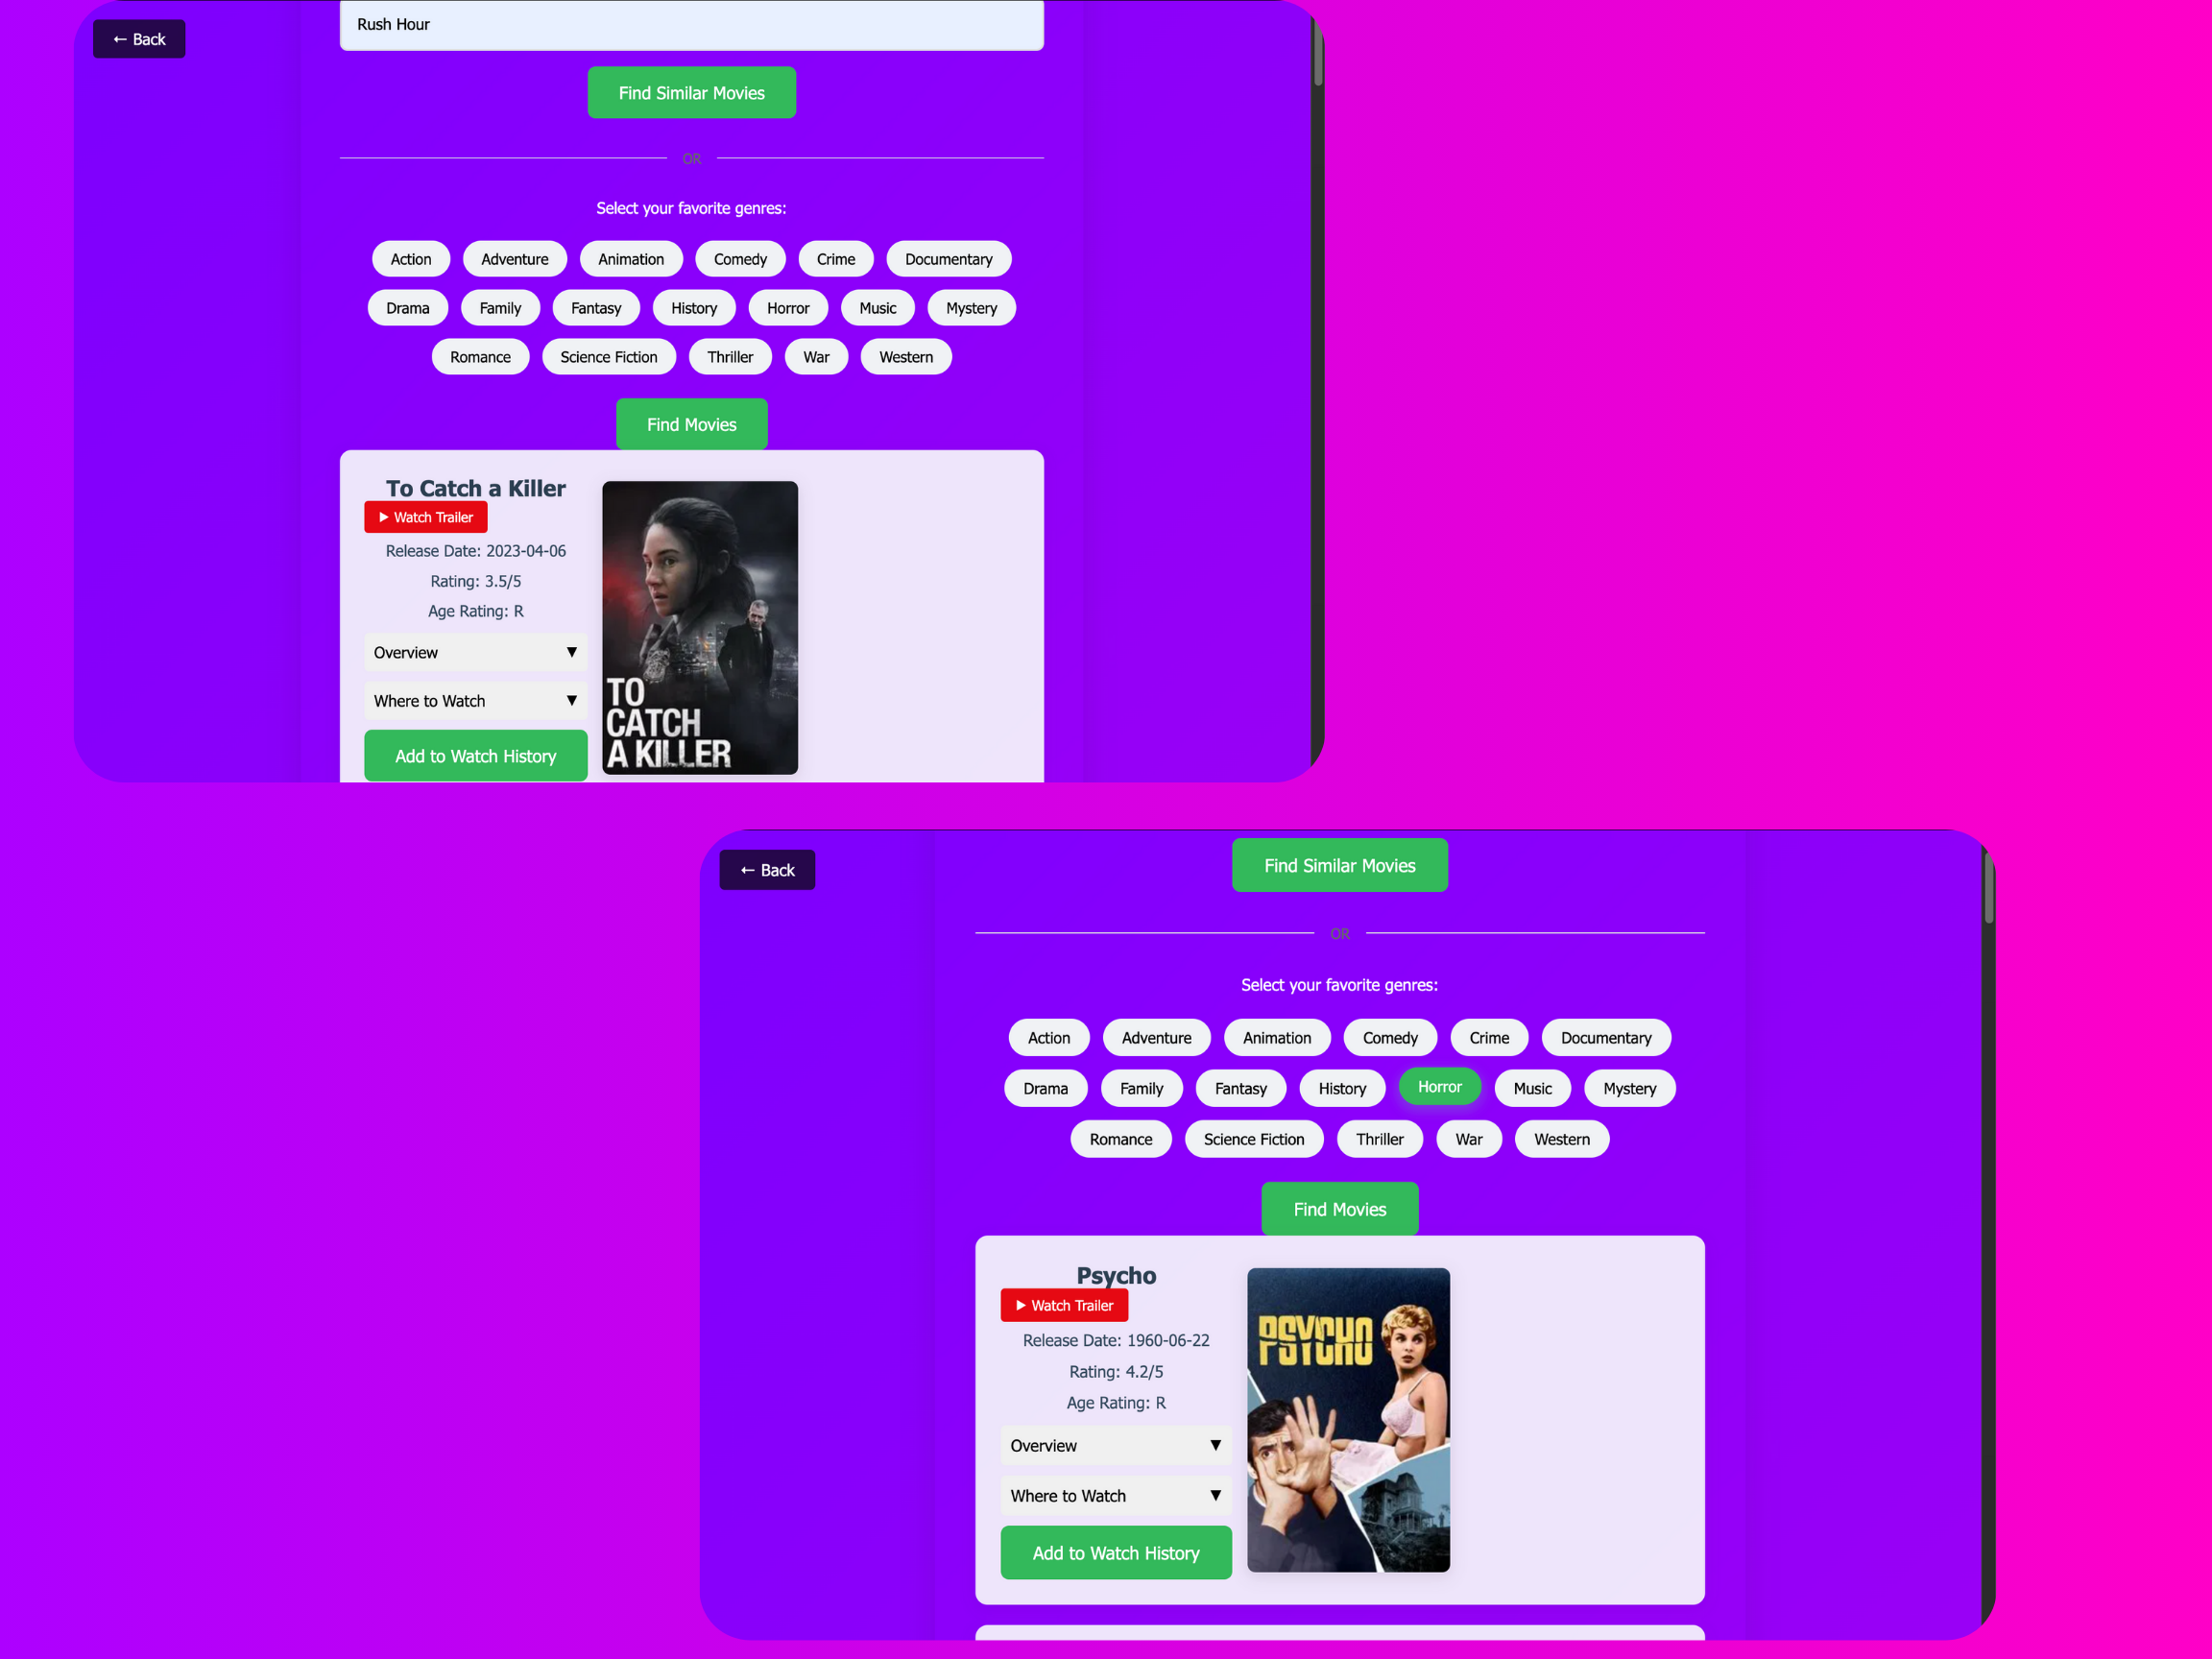 ← Back
Rush Hour
Find Similar Movies
OR
Select your favorite genres:
Action Adventure Animation Comedy Crime Documentary
Drama Family Fantasy History Horror Music Mystery
Romance Science Fiction Thriller War Western
Find Movies
To Catch a Killer
▶ Watch Trailer
Release Date: 2023-04-06
Rating: 3.5/5
Age Rating: R
Overview ▼
Where to Watch ▼
Add to Watch History
TO
CATCH
A KILLER
← Back
Find Similar Movies
OR
Select your favorite genres:
Action Adventure Animation Comedy Crime Documentary
Drama Family Fantasy History Horror Music Mystery
Romance Science Fiction Thriller War Western
Find Movies
Psycho
▶ Watch Trailer
Release Date: 1960-06-22
Rating: 4.2/5
Age Rating: R
Overview ▼
Where to Watch ▼
Add to Watch History
PSYCHO